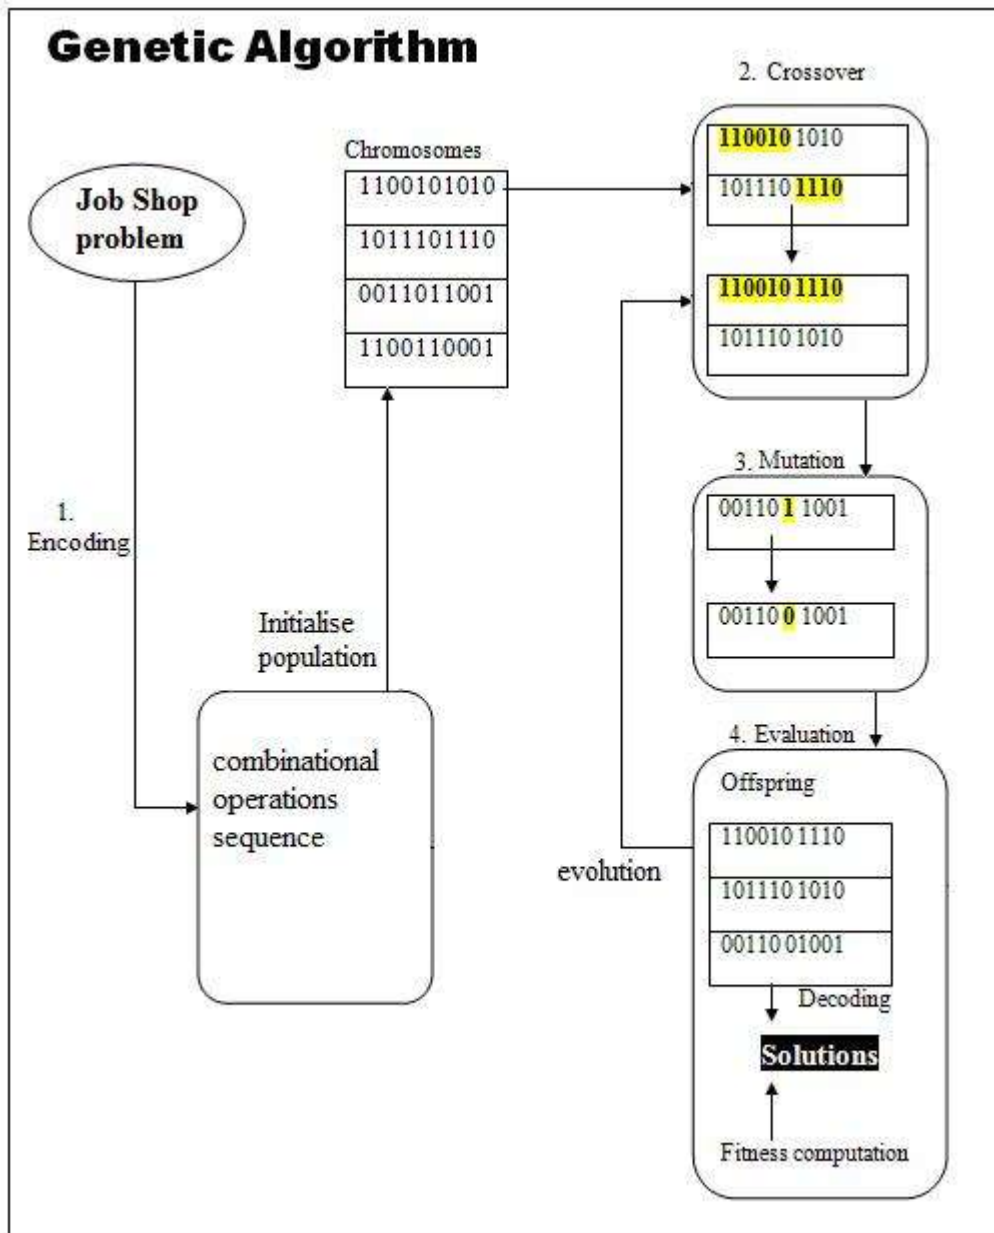 Genetic Algorithm
Job Shop
problem
1.
Encoding
combinational
operations
sequence
Initialise
population
Chromosomes
1100101010
1011101110
0011011001
1100110001
2. Crossover
110010 1010
101110 1110
110010 1110
101110 1010
3. Mutation
00110 1 1001
00110 0 1001
4. Evaluation
Offspring
110010 1110
101110 1010
00110 01001
Decoding
Solutions
Fitness computation
evolution